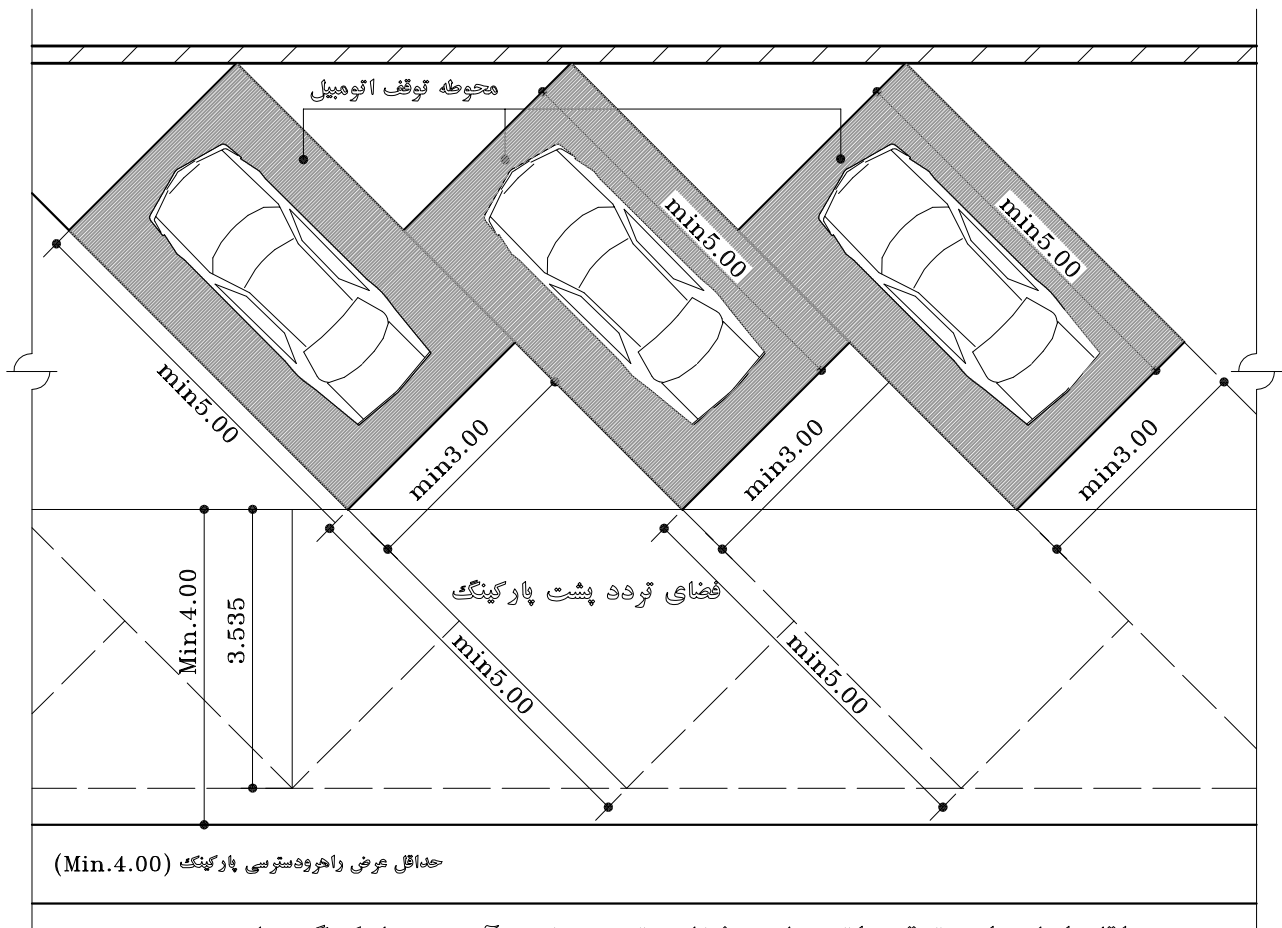 محوطه توقف اتومبیل
min5.00
min5.00
min5.00
min3.00
min3.00
min3.00
Min.4.00
3.535
فضای تردد پشت پارکینگ
min5.00
min5.00
حداقل عرض راهرودسترسی پارکینگ (Min.4.00)